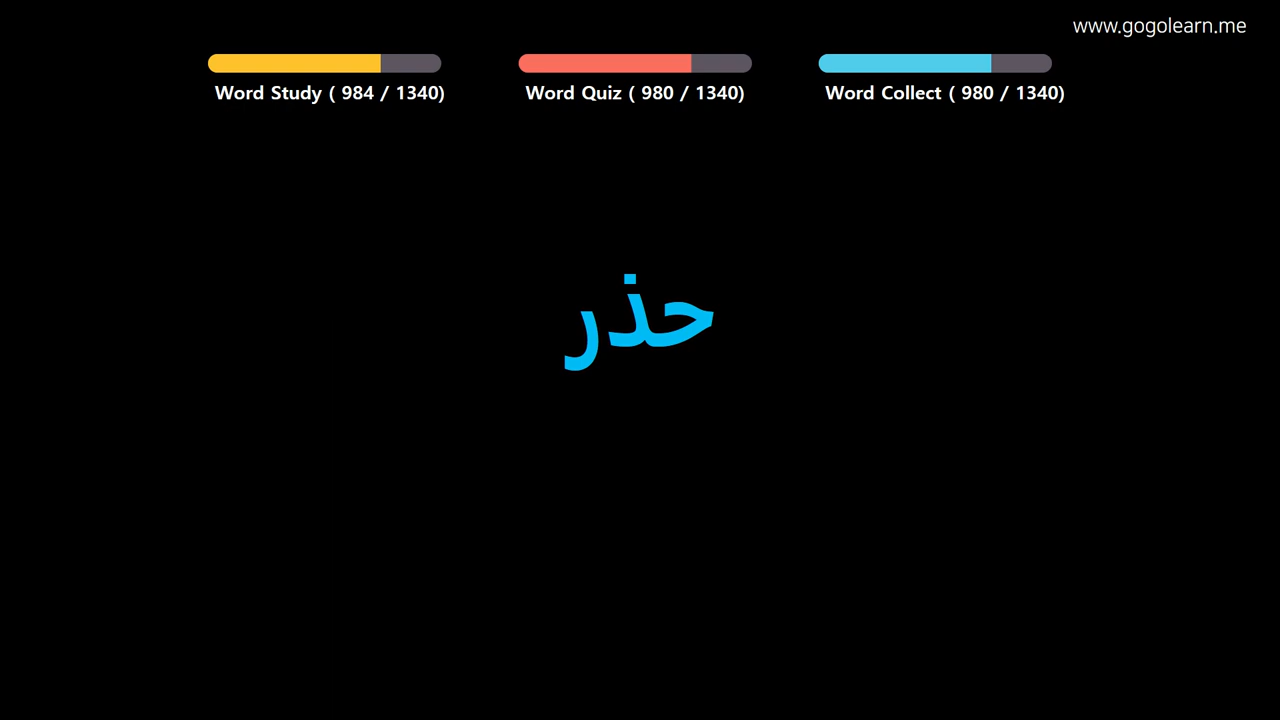 www.gogolearn.me
Word Study ( 984 / 1340)
Word Quiz ( 980 / 1340)
Word Collect ( 980 / 1340)
حذر